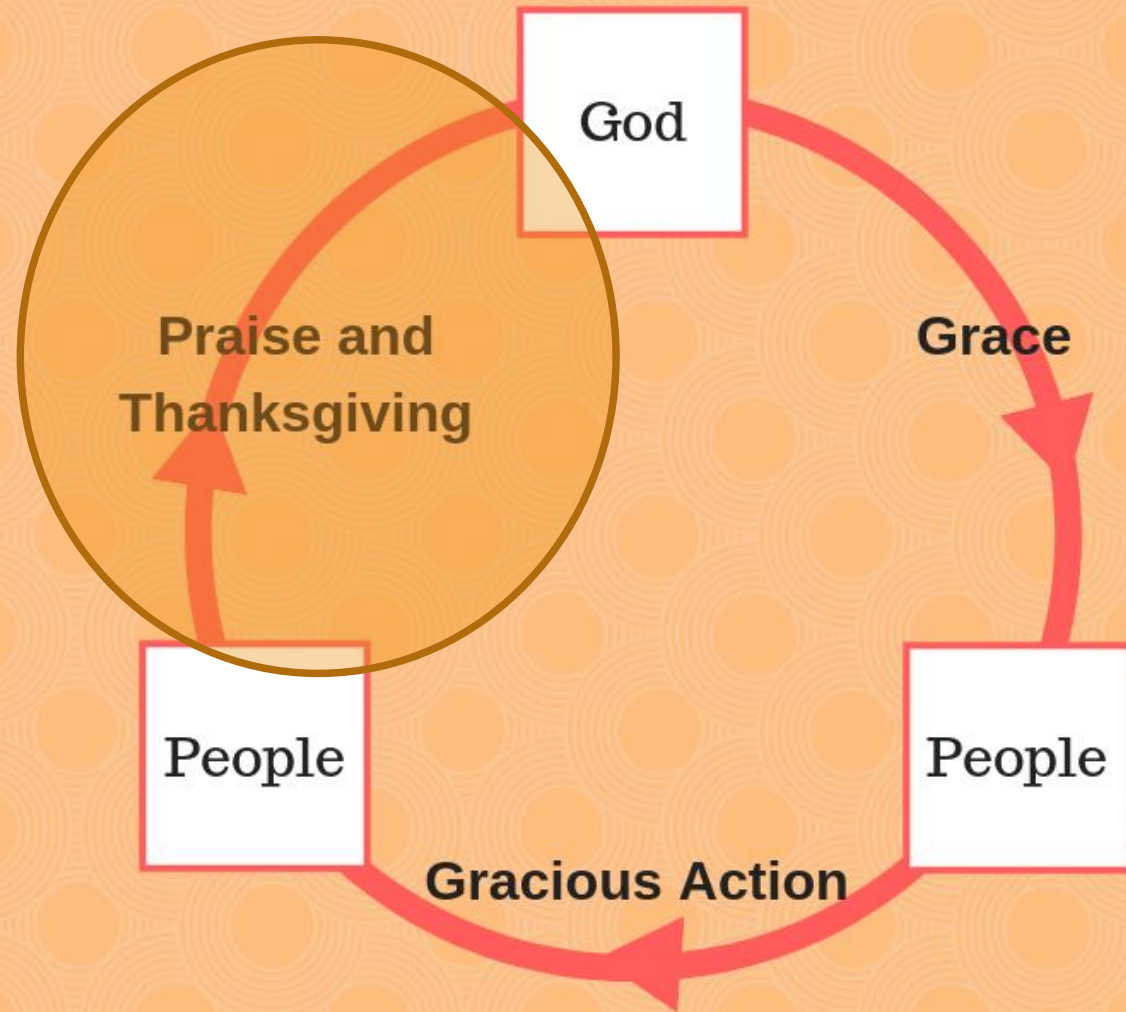 God
Praise and
Thanksgiving
Grace
People
People
Gracious Action